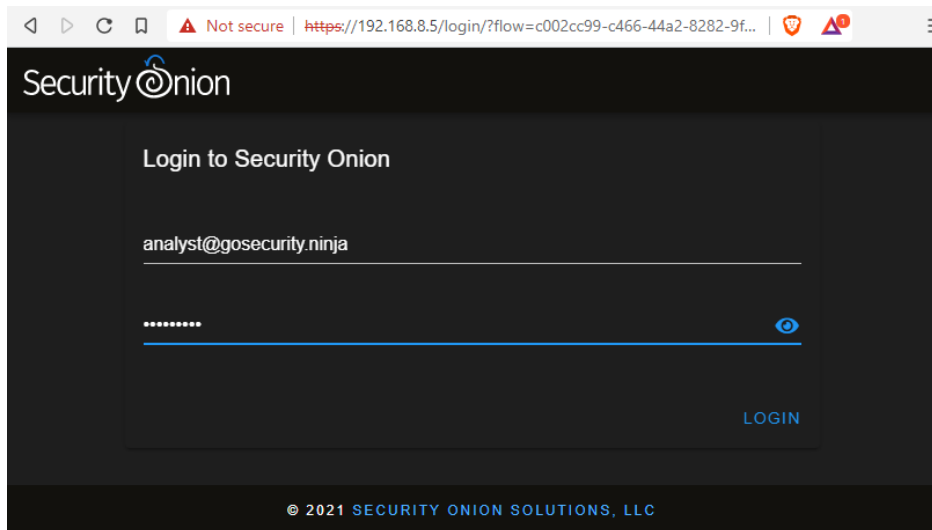 Not secure | https://192.168.8.5/login/?flow=c002cc99-c466-44a2-8282-9f... 1
Security Onion
Login to Security Onion
analyst@gosecurity.ninja
•••••••••
LOGIN
© 2021 SECURITY ONION SOLUTIONS, LLC